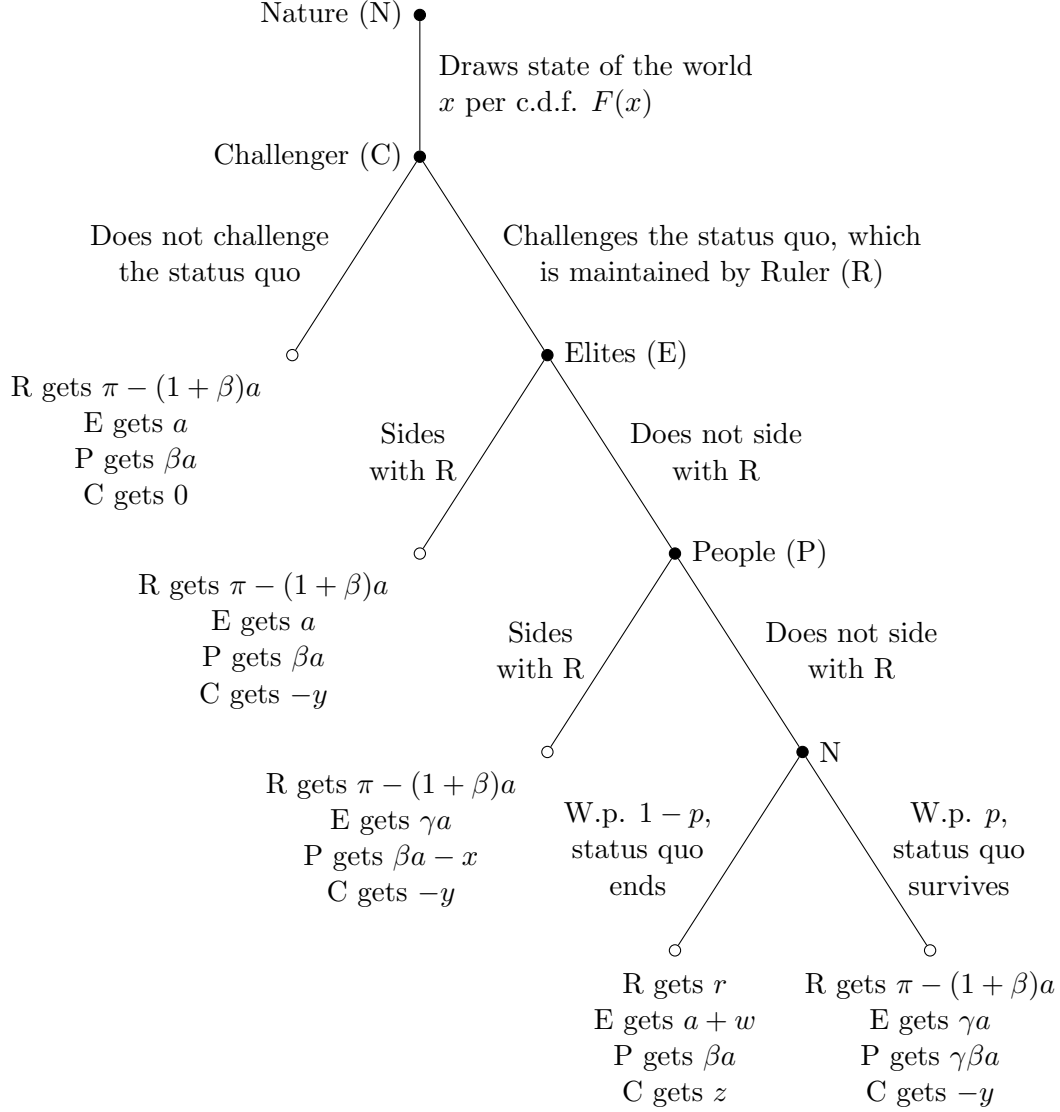 Nature (N)
Draws state of the world
x per c.d.f. F(x)
Challenger (C)
Does not challenge
the status quo
Challenges the status quo, which
is maintained by Ruler (R)
Elites (E)
R gets π − (1 + β)a
E gets a
P gets βa
C gets 0
Sides
with R
Does not side
with R
People (P)
R gets π − (1 + β)a
E gets a
P gets βa
C gets −y
Sides
with R
Does not side
with R
N
R gets π − (1 + β)a
E gets γa
P gets βa − x
C gets −y
W.p. 1 − p,
status quo
ends
W.p. p,
status quo
survives
R gets r
E gets a + w
P gets βa
C gets z
R gets π − (1 + β)a
E gets γa
P gets γβa
C gets −y